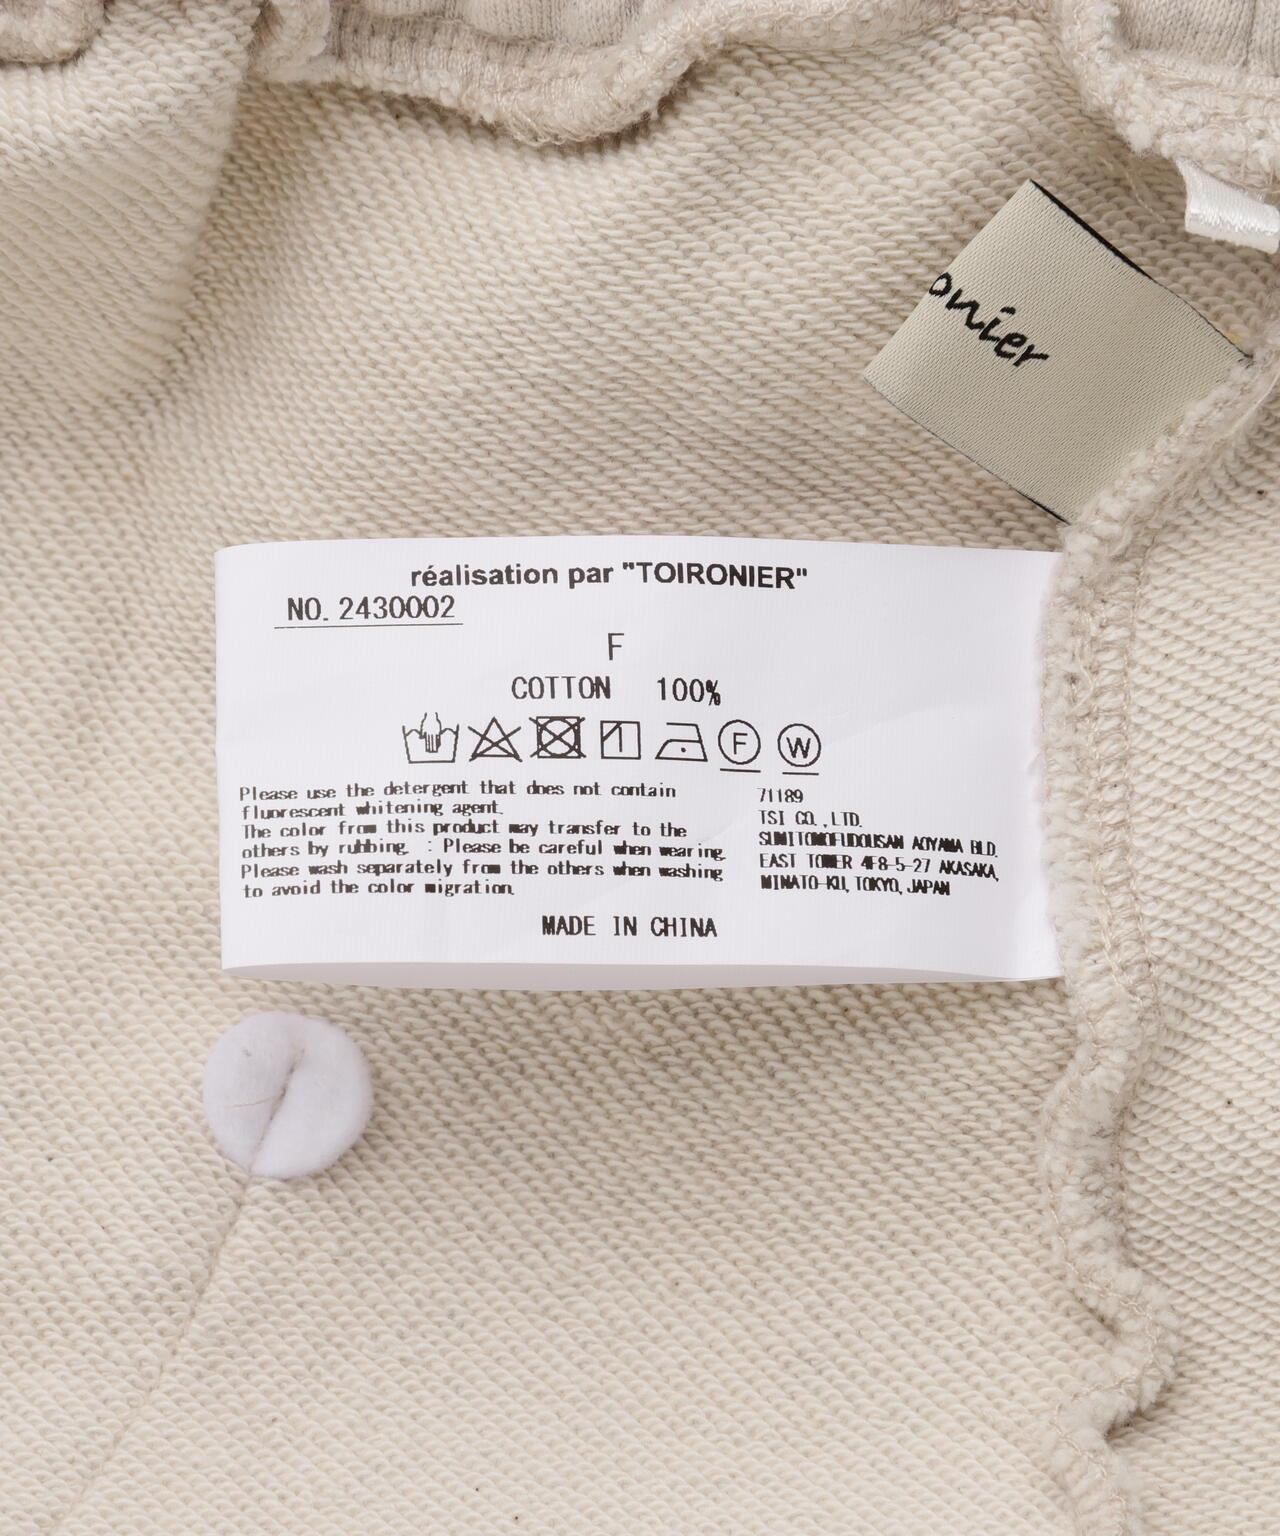 onier
réalisation par "TOIRONIER"
NO. 2430002
F
COTTON 100%
F W
Please use the detergent that does not contain
fluorescent whitening agent.
The color from this product may transfer to the
others by rubbing. : Please be careful when wearing.
Please wash separately from the others when washing
to avoid the color migration.
71189
TSI CO.,LTD.
SUMITOMOFUDOUSAN AOYAMA BLD.
EAST TOWER 4F8-5-27 AKASAKA,
MINATO-KU, TOKYO, JAPAN
MADE IN CHINA